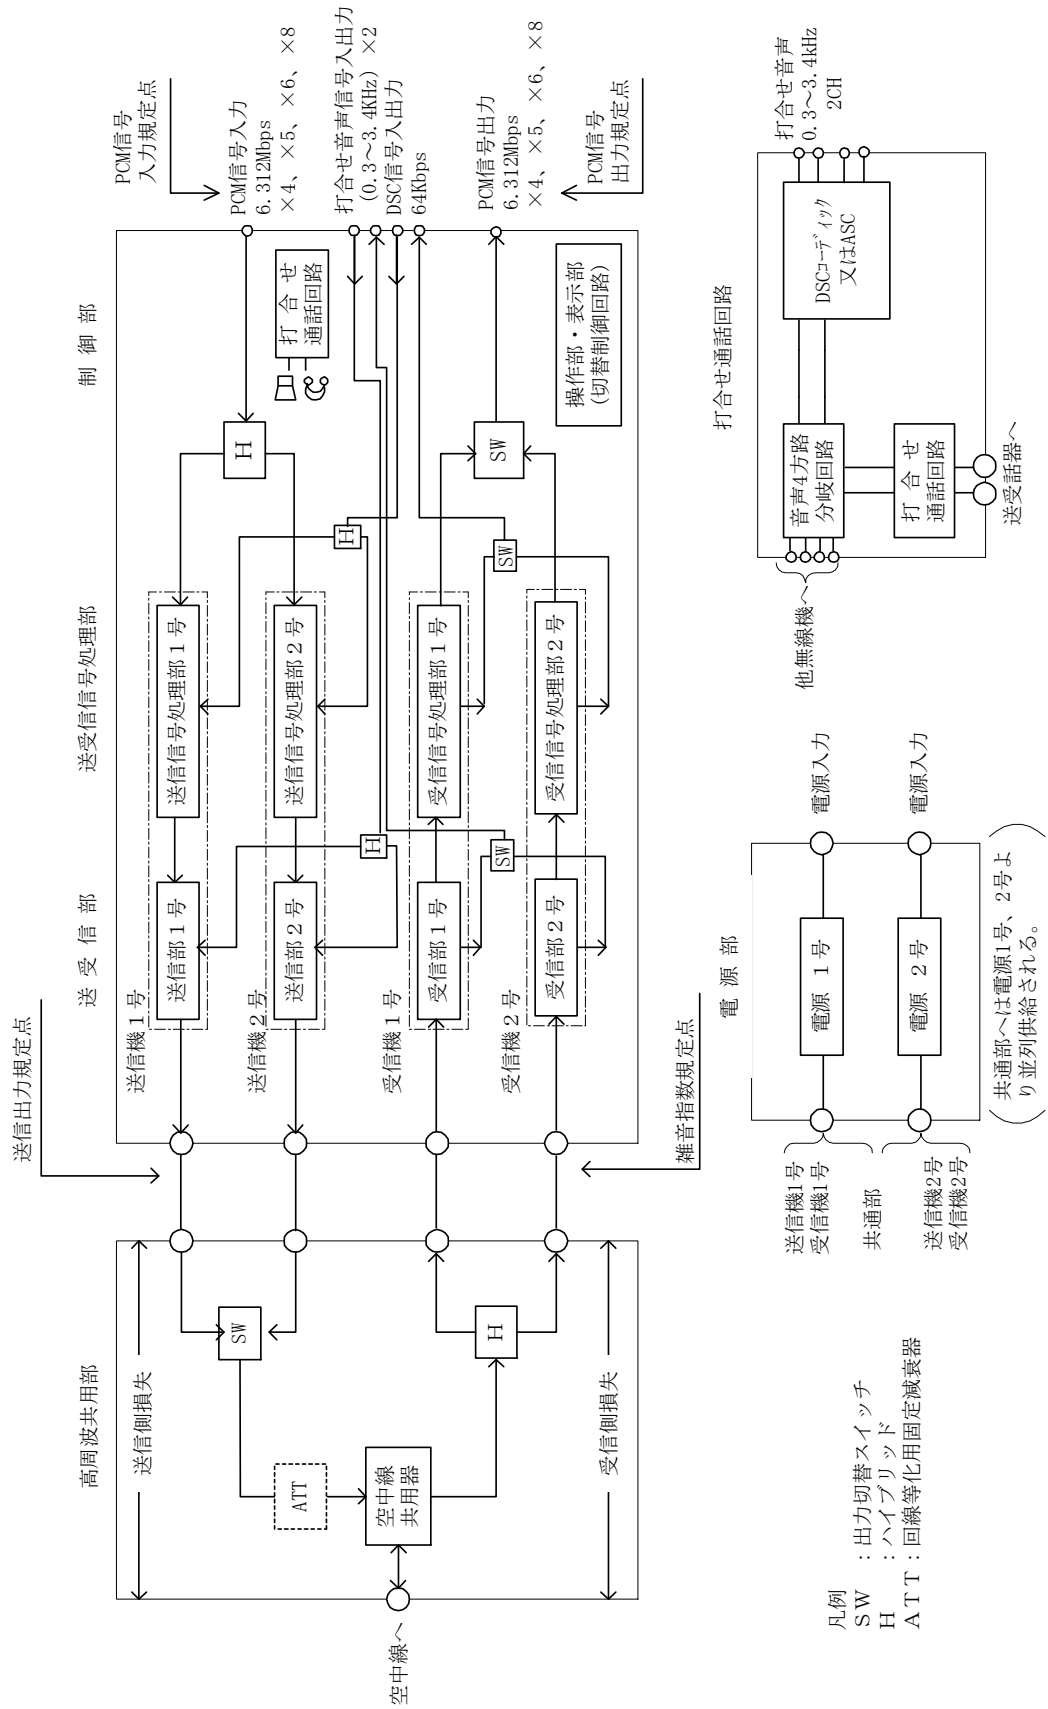 高周波共用部
送信側損失
SW
ATT
空中線
共用器
空中線へ
H
受信側損失
送信出力規定点
雑音指数規定点
送 受 信 部
送受信信号処理部
制 御 部
送信機1号
送信部1号
送信信号処理部1号
送信機2号
送信部2号
送信信号処理部2号
受信機1号
受信部1号
受信信号処理部1号
受信機2号
受信部2号
受信信号処理部2号
H
H
H
SW
SW
SW
打 合 せ
通話回路
操作部・表示部
(切替制御回路)
PCM信号
入力規定点
PCM信号入力
6.312Mbps
×4、×5、×6、×8
打合せ音声信号入出力
(0.3~3.4KHz) ×2
DSC信号入出力
64Kbps
PCM信号出力
6.312Mbps
×4、×5、×6、×8
PCM信号
出力規定点
凡例
SW :出力切替スイッチ
H :ハイブリッド
ATT:回線等化用固定減衰器
電 源 部
送信機1号
受信機1号
共通部
送信機2号
受信機2号
電源 1号
電源 2号
電源入力
電源入力
共通部へは電源1号、2号よ
り並列供給される。
打合せ通話回路
他無線機へ
音声4方路
分岐回路
打 合 せ
通話回路
送受話器へ
DSCコーディック
又はASC
打合せ音声
0.3~3.4kHz
2CH